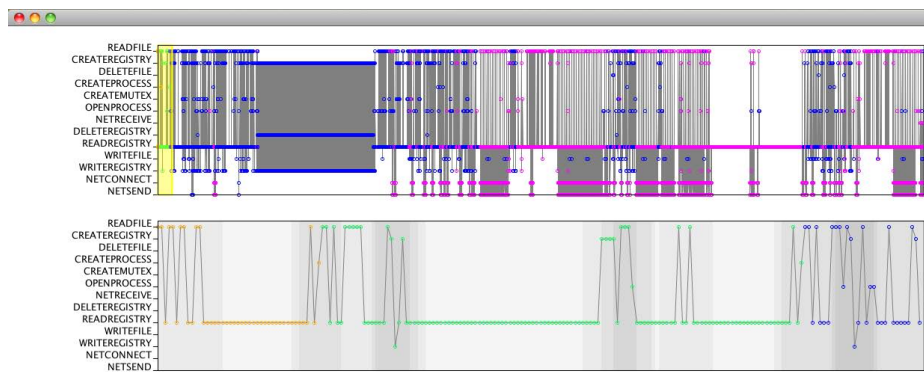 READFILE
CREATEREGISTRY
DELETEFILE
CREATEPROCESS
CREATEMUTEX
OPENPROCESS
NETRECEIVE
DELETEREGISTRY
READREGISTRY
WRITEFILE
WRITEREGISTRY
NETCONNECT
NETSEND
READFILE
CREATEREGISTRY
DELETEFILE
CREATEPROCESS
CREATEMUTEX
OPENPROCESS
NETRECEIVE
DELETEREGISTRY
READREGISTRY
WRITEFILE
WRITEREGISTRY
NETCONNECT
NETSEND